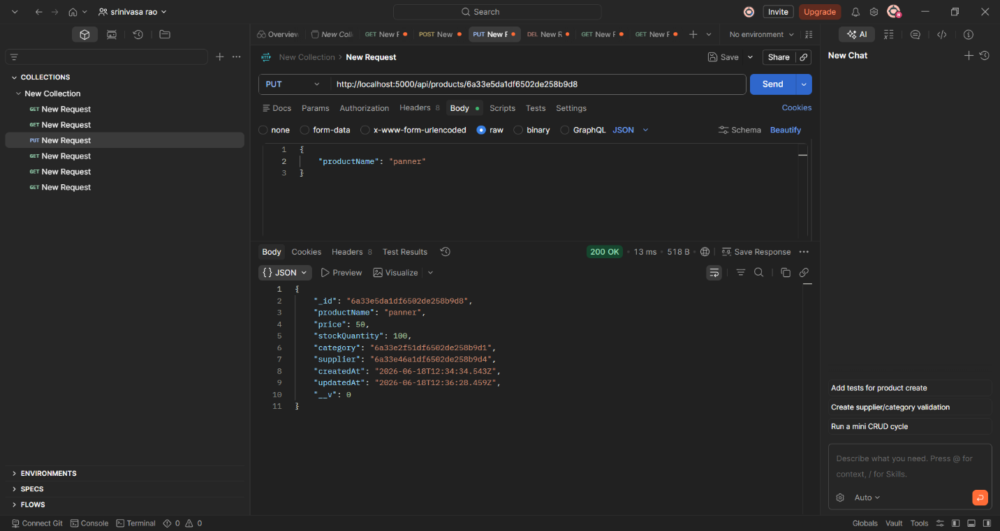 srinivasa rao
Search
Invite
Upgrade
Overview
New Coll
GET New F
POST New
PUT New F
DEL New R
GET New F
GET New F
No environment
AI
New Collection > New Request
Save
Share
New Chat
COLLECTIONS
New Collection
GET New Request
GET New Request
PUT New Request
GET New Request
GET New Request
GET New Request
PUT
http://localhost:5000/api/products/6a33e5da1df6502de258b9d8
Send
Docs Params Authorization Headers 8 Body Scripts Tests Settings
Cookies
none form-data x-www-form-urlencoded raw binary GraphQL JSON
Schema Beautify
1 {
2 "productName": "panner"
3 }
Body Cookies Headers 8 Test Results
200 OK • 13 ms • 518 B
e.g. Save Response
{ } JSON Preview Visualize
1 {
2 "_id": "6a33e5da1df6502de258b9d8",
3 "productName": "panner",
4 "price": 50,
5 "stockQuantity": 100,
6 "category": "6a33e2f51df6502de258b9d1",
7 "supplier": "6a33e46a1df6502de258b9d4",
8 "createdAt": "2026-06-18T12:34:34.543Z",
9 "updatedAt": "2026-06-18T12:36:28.459Z",
10 "__v": 0
11 }
Add tests for product create
Create supplier/category validation
Run a mini CRUD cycle
Describe what you need. Press @ for
context, / for Skills.
Auto
ENVIRONMENTS
SPECS
FLOWS
Connect Git Console Terminal 0 0
Globals Vault Tools